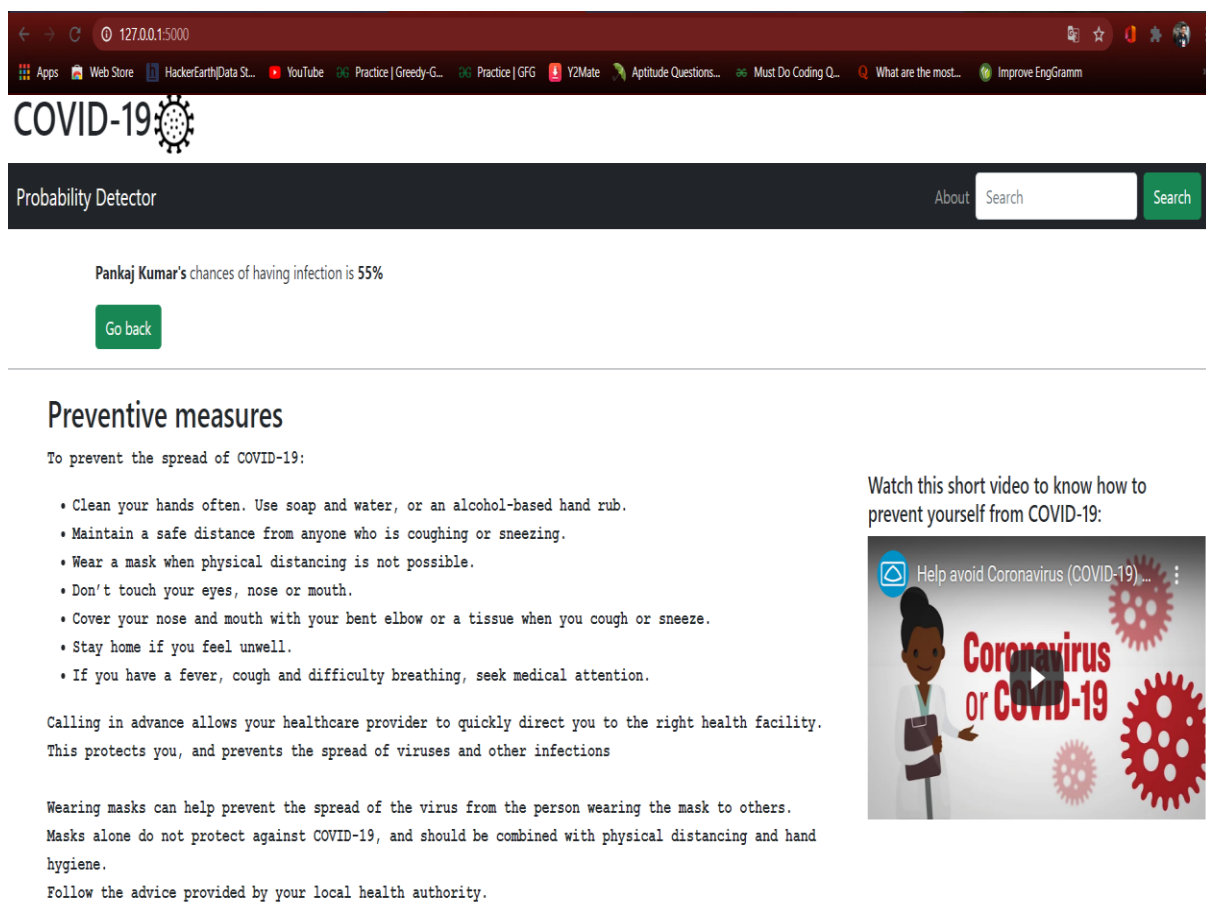 127.0.0.1:5000
Apps Web Store HackerEarth|Data St... YouTube Practice | Greedy-G... Practice | GFG Y2Mate Aptitude Questions... Must Do Coding Q... What are the most... Improve EngGramm
COVID-19
Probability Detector About Search Search
Pankaj Kumar's chances of having infection is 55%
Go back
Preventive measures
To prevent the spread of COVID-19:
• Clean your hands often. Use soap and water, or an alcohol-based hand rub.
• Maintain a safe distance from anyone who is coughing or sneezing.
• Wear a mask when physical distancing is not possible.
• Don't touch your eyes, nose or mouth.
• Cover your nose and mouth with your bent elbow or a tissue when you cough or sneeze.
• Stay home if you feel unwell.
• If you have a fever, cough and difficulty breathing, seek medical attention.
Calling in advance allows your healthcare provider to quickly direct you to the right health facility.
This protects you, and prevents the spread of viruses and other infections
Wearing masks can help prevent the spread of the virus from the person wearing the mask to others.
Masks alone do not protect against COVID-19, and should be combined with physical distancing and hand
hygiene.
Follow the advice provided by your local health authority.
Watch this short video to know how to
prevent yourself from COVID-19:
Help avoid Coronavirus (COVID-19) ...
Coronavirus
or COVID-19